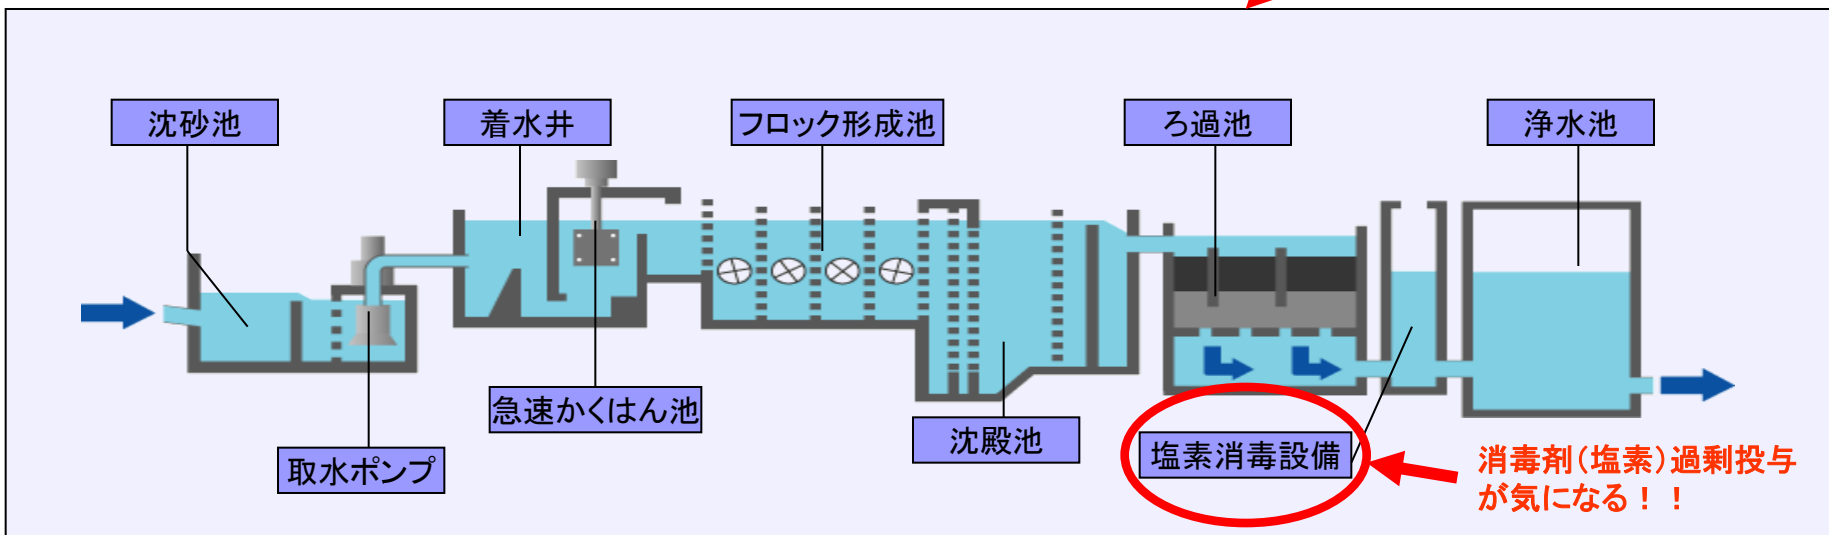 沈砂池
着水井
フロック形成池
ろ過池
浄水池
急速かくはん池
沈殿池
取水ポンプ
塩素消毒設備
消毒剤(塩素)過剰投与
が気になる！！